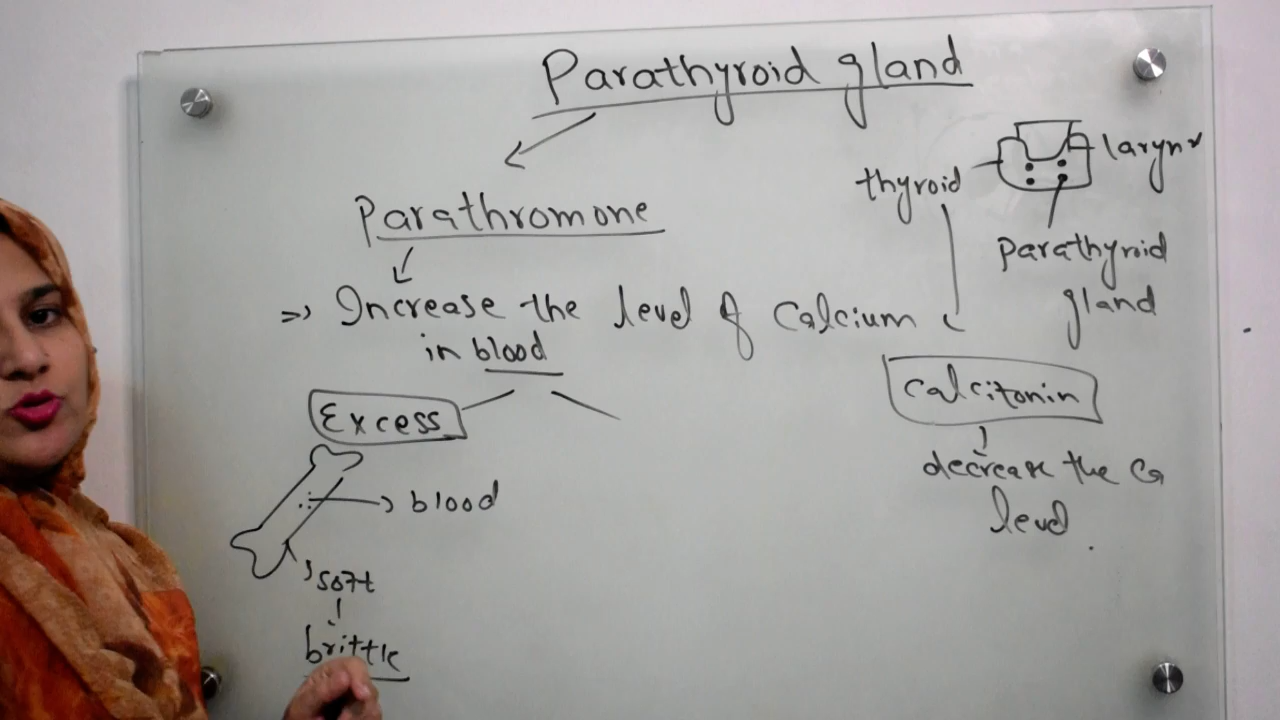 Parathyroid gland
Parathromone
=> Increase the level of Calcium
in blood
Excess
blood
soft
brittle
larynx
thyroid
parathyroid
gland
Calcitonin
decrease the Ca
level.